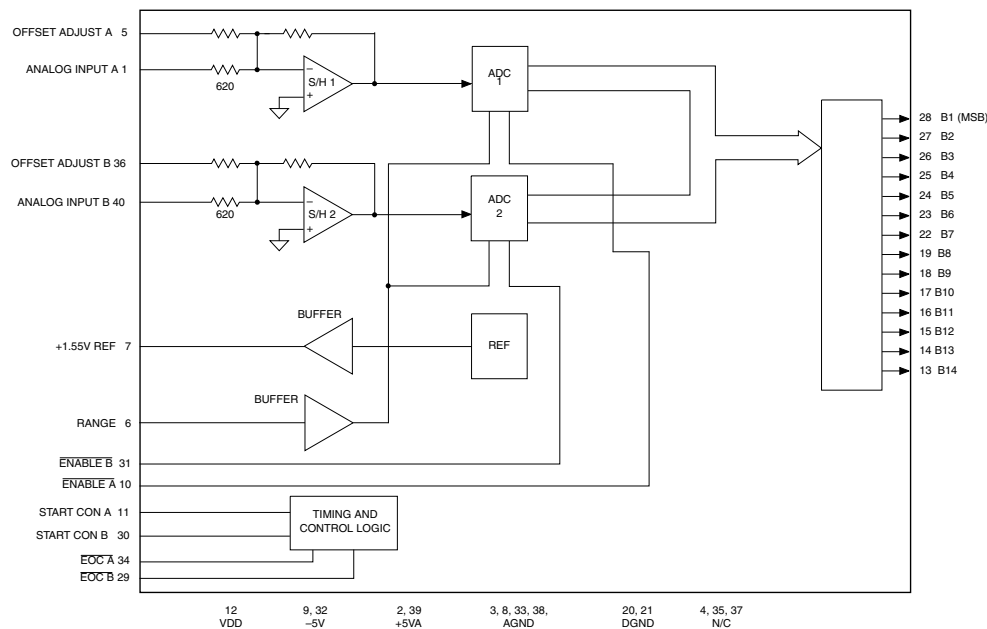 OFFSET ADJUST A 5
ANALOG INPUT A 1
620
S/H 1
–
+
ADC
1
OFFSET ADJUST B 36
ANALOG INPUT B 40
620
S/H 2
–
+
ADC
2
28 B1 (MSB)
27 B2
26 B3
25 B4
24 B5
23 B6
22 B7
19 B8
18 B9
17 B10
16 B11
15 B12
14 B13
13 B14
BUFFER
+1.55V REF 7
REF
BUFFER
RANGE 6
ENABLE B 31
ENABLE A 10
START CON A 11
START CON B 30
TIMING AND
CONTROL LOGIC
EOC A 34
EOC B 29
12
VDD
9, 32
–5V
2, 39
+5VA
3, 8, 33, 38,
AGND
20, 21
DGND
4, 35, 37
N/C